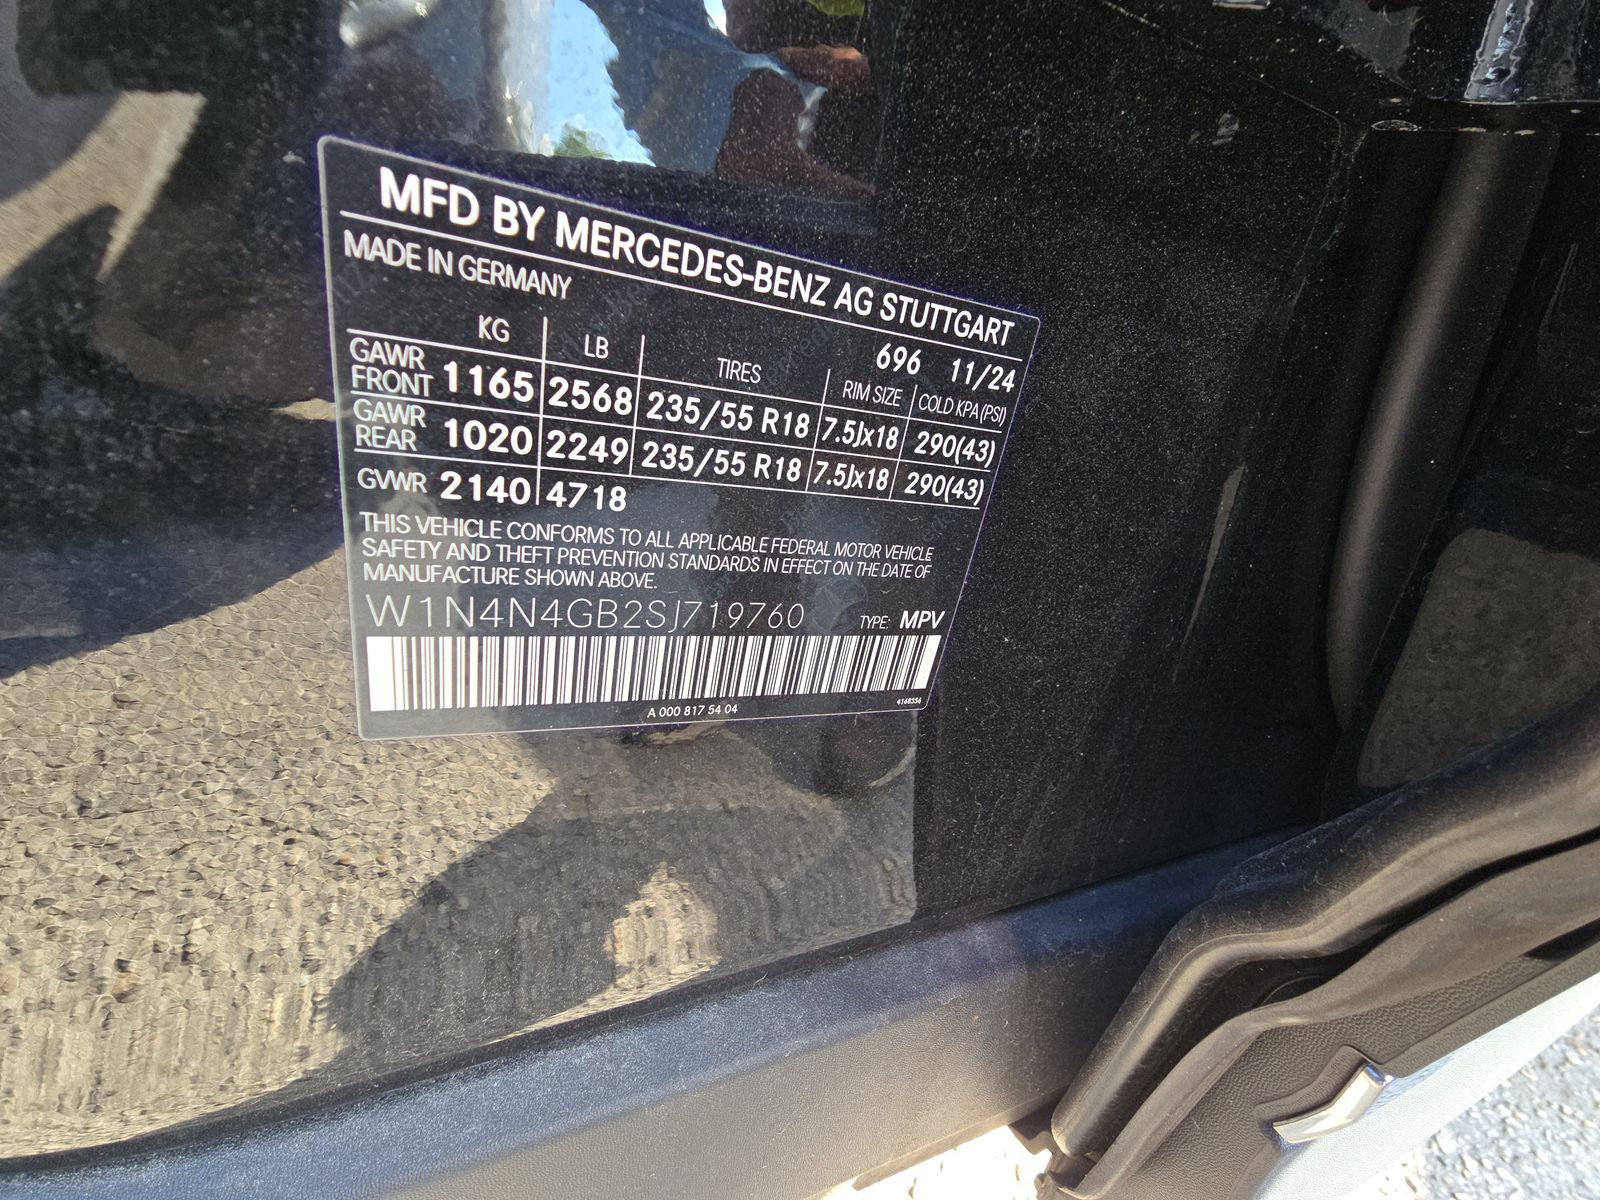 MFD BY MERCEDES-BENZ AG STUTTGART
MADE IN GERMANY 696 11/24
KG LB TIRES RIM SIZE COLD KPA (PSI)
GAWR FRONT 1165 2568 235/55 R18 7.5Jx18 290(43)
GAWR REAR 1020 2249 235/55 R18 7.5Jx18 290(43)
GVWR 2140 4718
THIS VEHICLE CONFORMS TO ALL APPLICABLE FEDERAL MOTOR VEHICLE
SAFETY AND THEFT PREVENTION STANDARDS IN EFFECT ON THE DATE OF
MANUFACTURE SHOWN ABOVE.
W1N4N4GB2SJ719760 TYPE: MPV
A 000 817 54 04 4168356